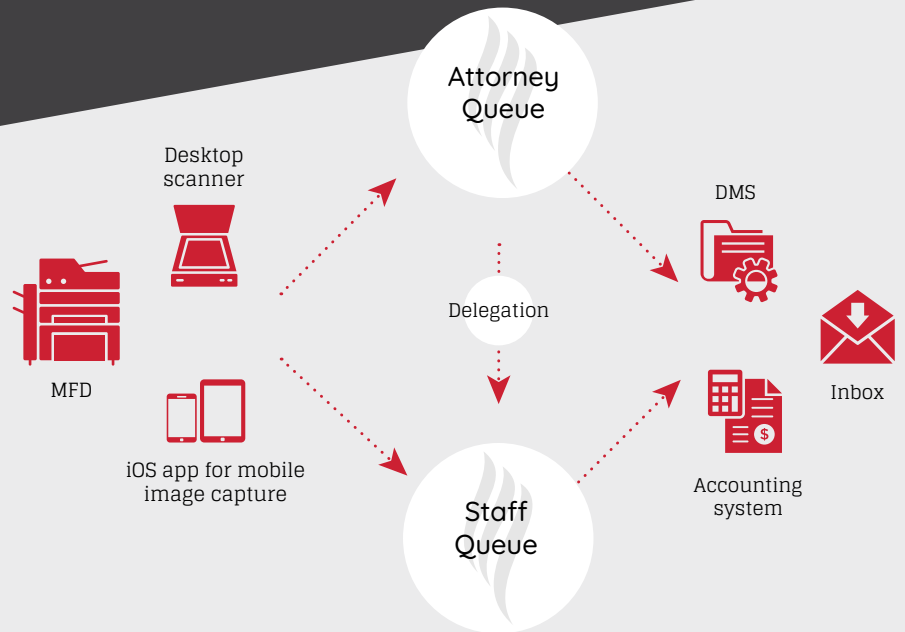 Attorney
Queue
Desktop
scanner
DMS
MFD
Delegation
Inbox
iOS app for mobile
image capture
$
Accounting
system
Staff
Queue